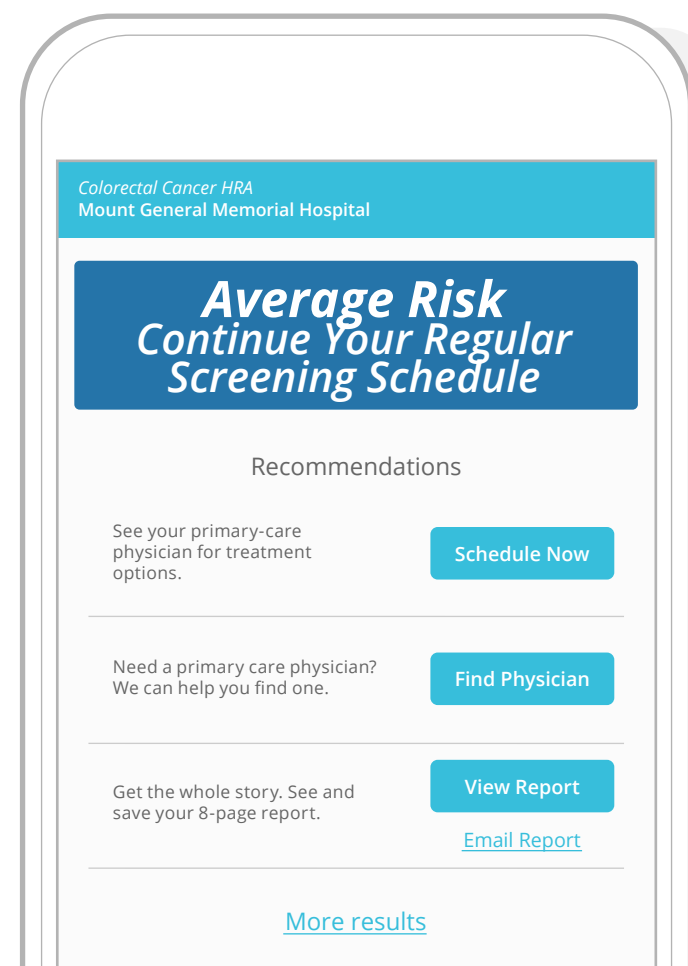 Colorectal Cancer HRA
Mount General Memorial Hospital
Average Risk
Continue Your Regular
Screening Schedule
Recommendations
See your primary-care
physician for treatment
options.
Schedule Now
Need a primary care physician?
We can help you find one.
Find Physician
Get the whole story. See and
save your 8-page report.
View Report
Email Report
More results